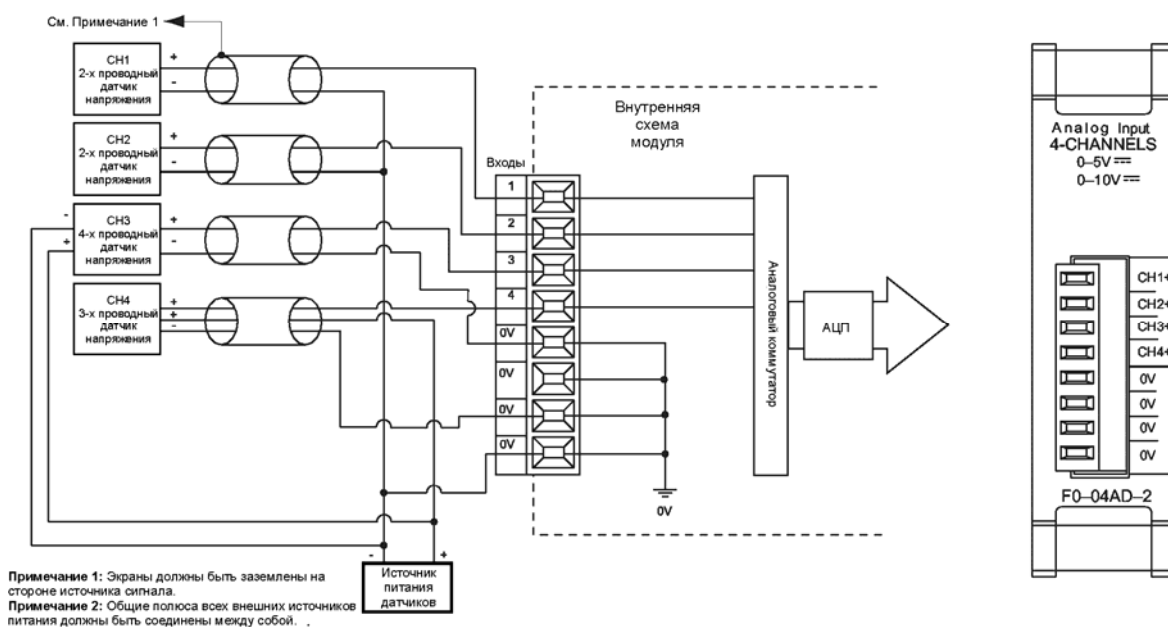 См. Примечание 1
CH1
2-х проводный
датчик
напряжения
+
-
CH2
2-х проводный
датчик
напряжения
+
-
CH3
4-х проводный
датчик
напряжения
-
+
+
-
CH4
3-х проводный
датчик
напряжения
+
+
-
Внутренняя
схема
модуля
Входы
1
2
3
4
0V
0V
0V
0V
Аналоговый коммутатор
АЦП
0V
-
+
Источник
питания
датчиков
Примечание 1: Экраны должны быть заземлены на
стороне источника сигнала.
Примечание 2: Общие полюса всех внешних источников
питания должны быть соединены между собой.
Analog Input
4-CHANNELS
0–5V
0–10V
CH1+
CH2+
CH3+
CH4+
0V
0V
0V
0V
F0–04AD–2